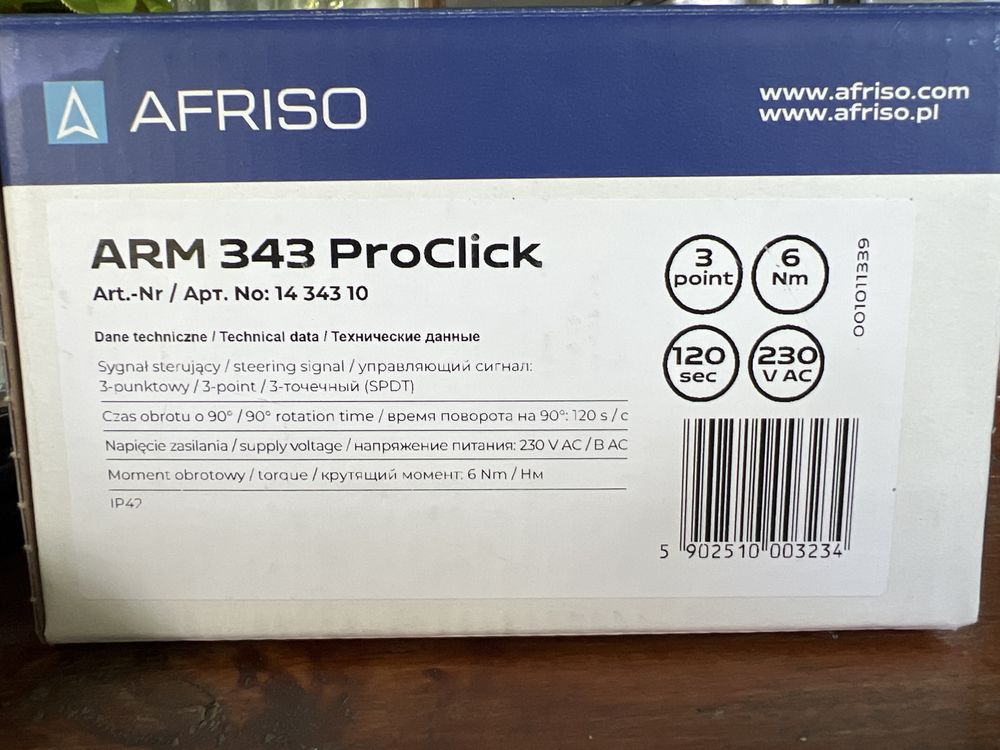 AFRISO
www.afriso.com
www.afriso.pl
ARM 343 ProClick
Art.-Nr / Арт. No: 14 343 10
Dane techniczne / Technical data / Технические данные
Sygnał sterujący / steering signal / управляющий сигнал:
3-punktowy / 3-point / 3-точечный (SPDT)
Czas obrotu o 90° / 90° rotation time / время поворота на 90°: 120 s / с
Napięcie zasilania / supply voltage / напряжение питания: 230 V AC / В AC
Moment obrotowy / torque / крутящий момент: 6 Nm / Нм
IP42
3
point
6
Nm
120
sec
230
V AC
001011339
5 902510 003234